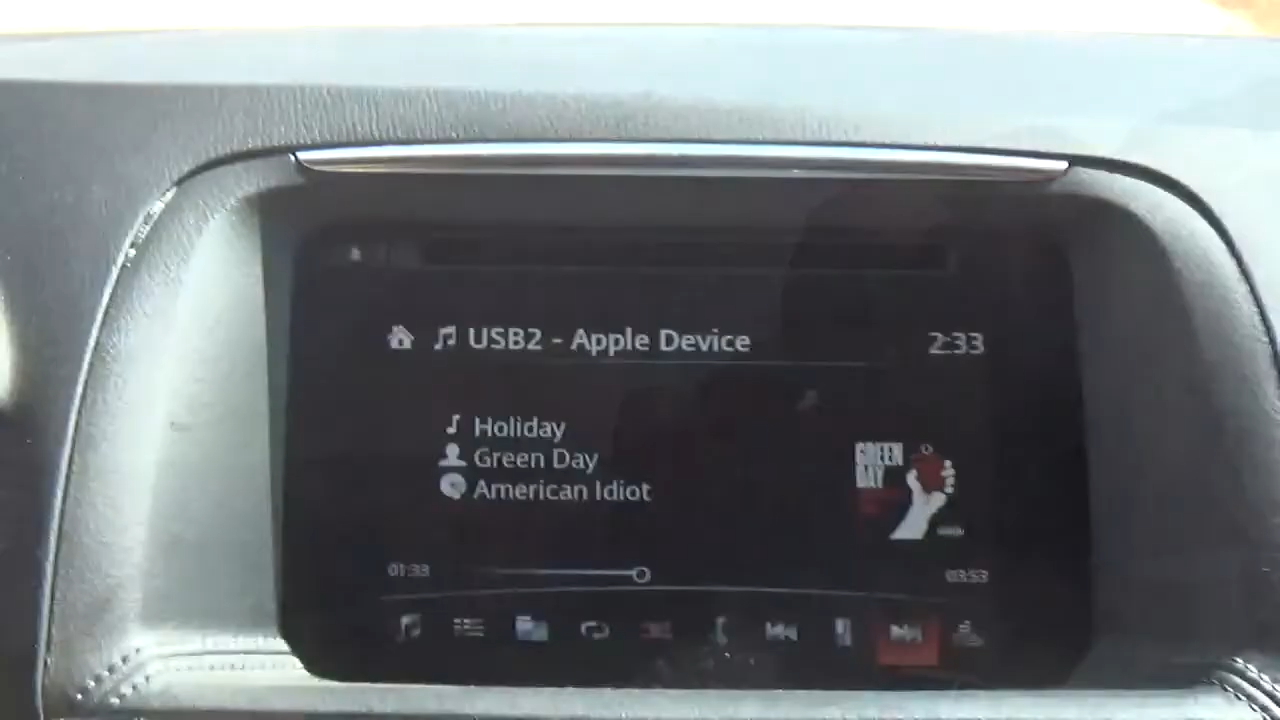 USB2 - Apple Device 2:33
Holiday
Green Day
American Idiot
GREEN
DAY
01:33 03:53